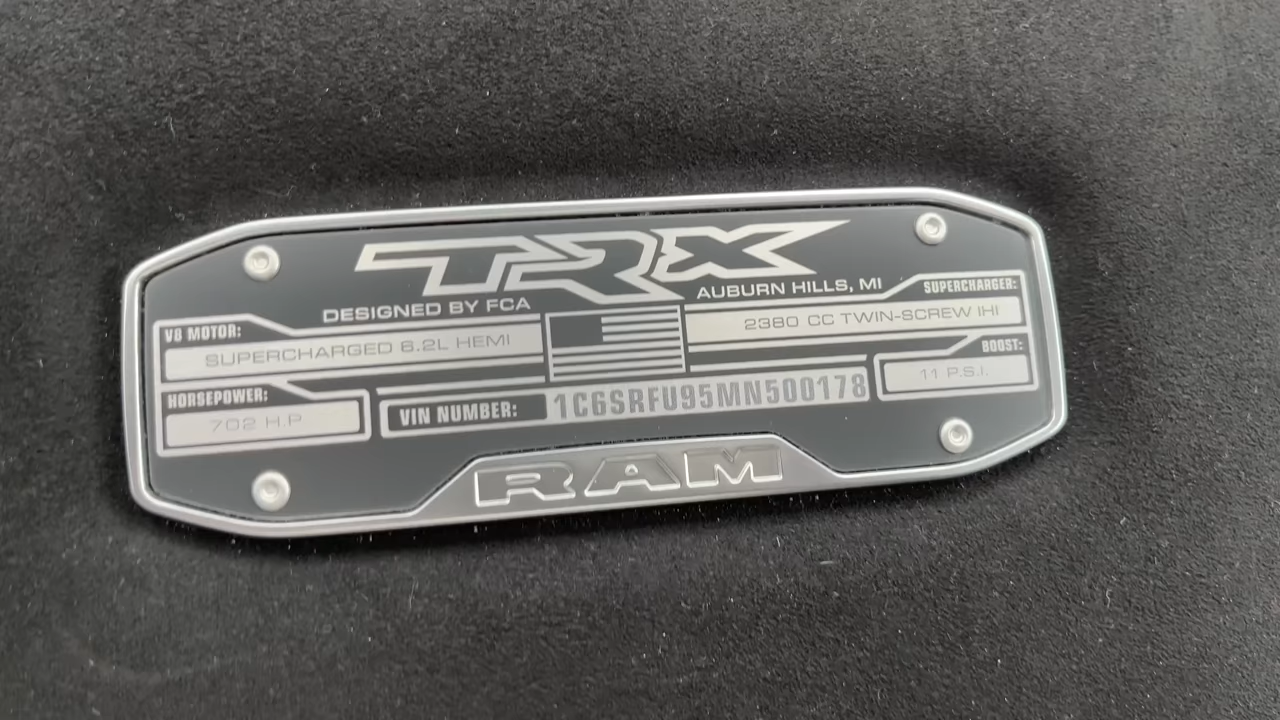 TRX
DESIGNED BY FCA
AUBURN HILLS, MI
V8 MOTOR:
SUPERCHARGED 6.2L HEMI
SUPERCHARGER:
2380 CC TWIN-SCREW IHI
HORSEPOWER:
702 H.P.
VIN NUMBER: 1C6SRFU95MN500178
BOOST:
11 P.S.I.
RAM